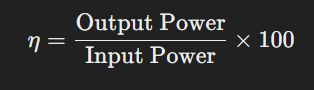 η = Output Power / Input Power × 100